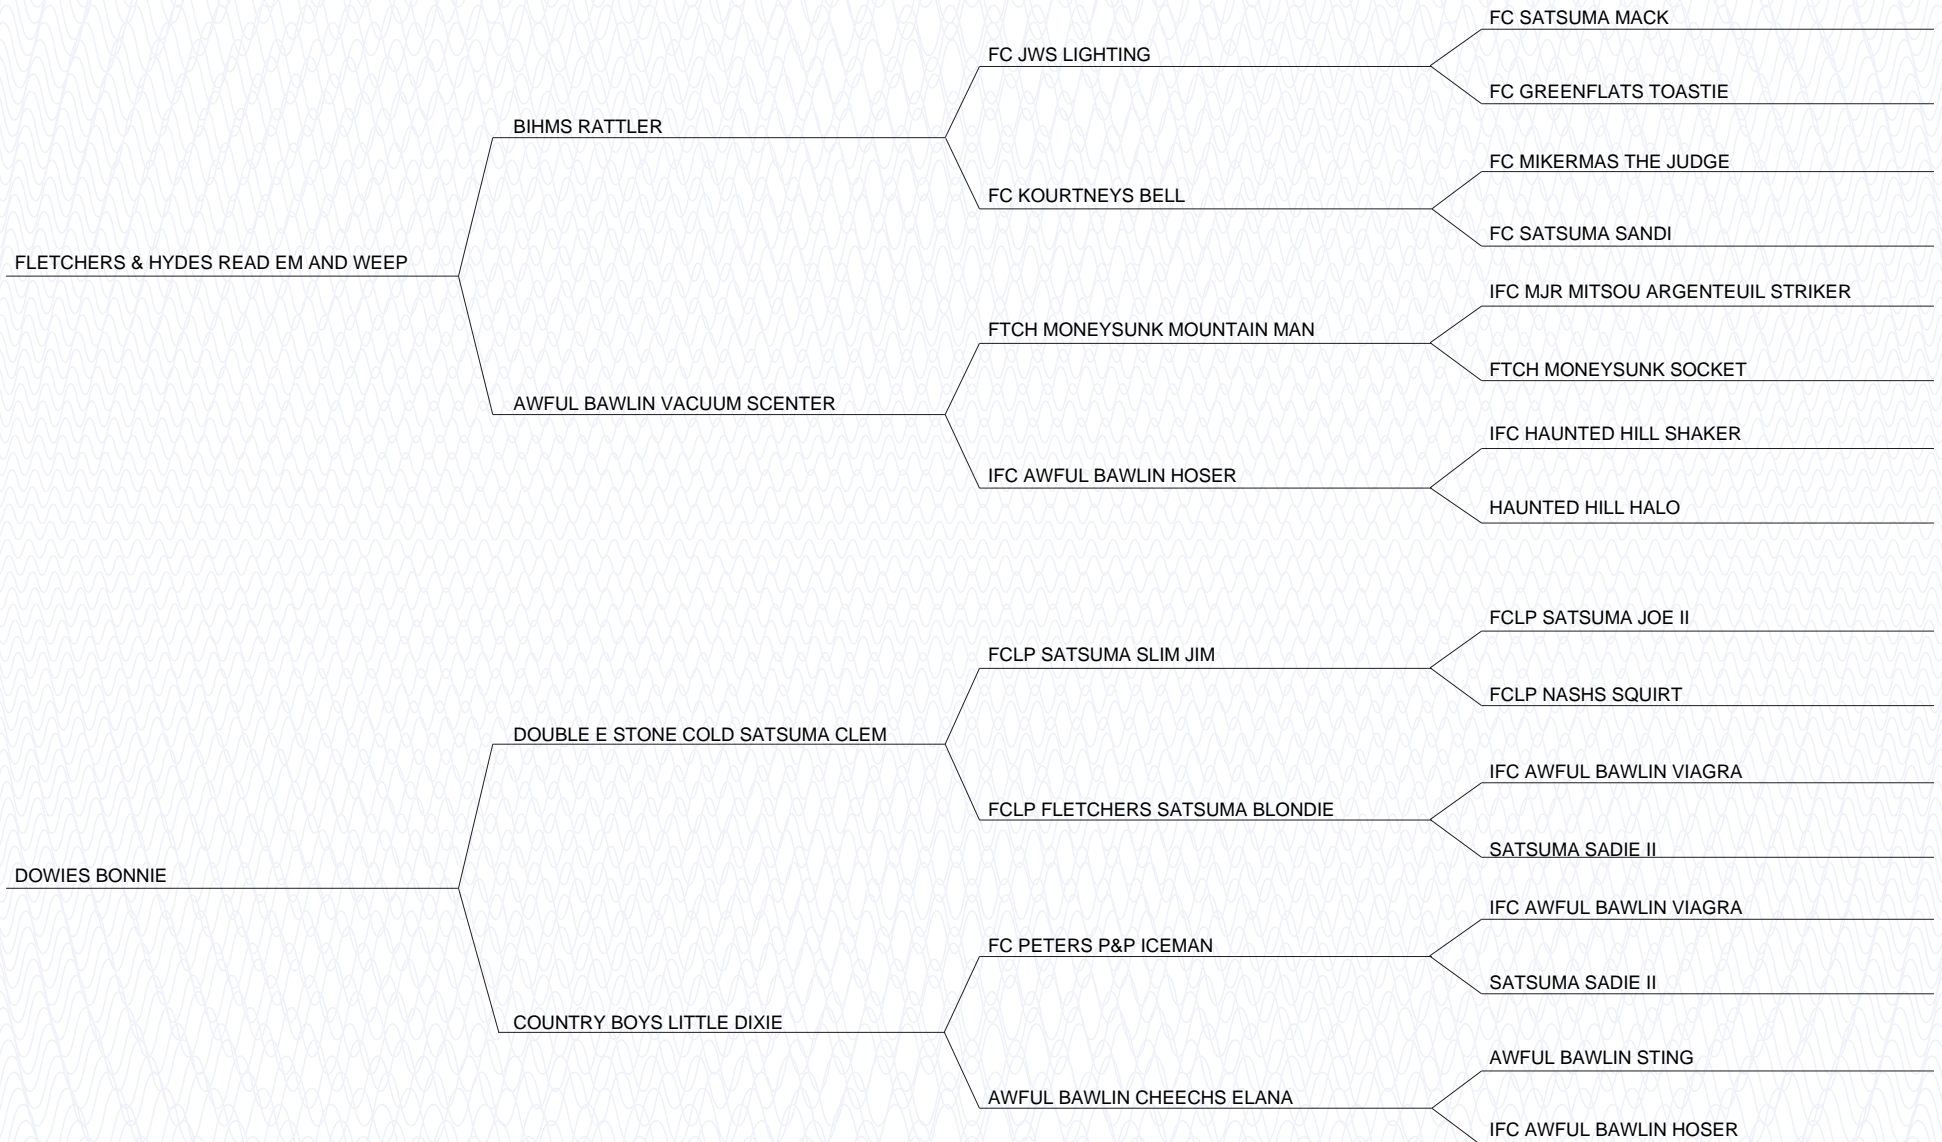 FC SATSUMA MACK
FC JWS LIGHTING
FC GREENFLATS TOASTIE
BIHMS RATTLER
FC MIKERMAS THE JUDGE
FC KOURTNEYS BELL
FC SATSUMA SANDI
FLETCHERS & HYDES READ EM AND WEEP
IFC MJR MITSOU ARGENTEUIL STRIKER
FTCH MONEYSUNK MOUNTAIN MAN
FTCH MONEYSUNK SOCKET
AWFUL BAWLIN VACUUM SCENTER
IFC HAUNTED HILL SHAKER
IFC AWFUL BAWLIN HOSER
HAUNTED HILL HALO
FCLP SATSUMA JOE II
FCLP SATSUMA SLIM JIM
FCLP NASHS SQUIRT
DOUBLE E STONE COLD SATSUMA CLEM
IFC AWFUL BAWLIN VIAGRA
FCLP FLETCHERS SATSUMA BLONDIE
SATSUMA SADIE II
DOWIES BONNIE
IFC AWFUL BAWLIN VIAGRA
FC PETERS P&P ICEMAN
SATSUMA SADIE II
COUNTRY BOYS LITTLE DIXIE
AWFUL BAWLIN STING
AWFUL BAWLIN CHEECHS ELANA
IFC AWFUL BAWLIN HOSER